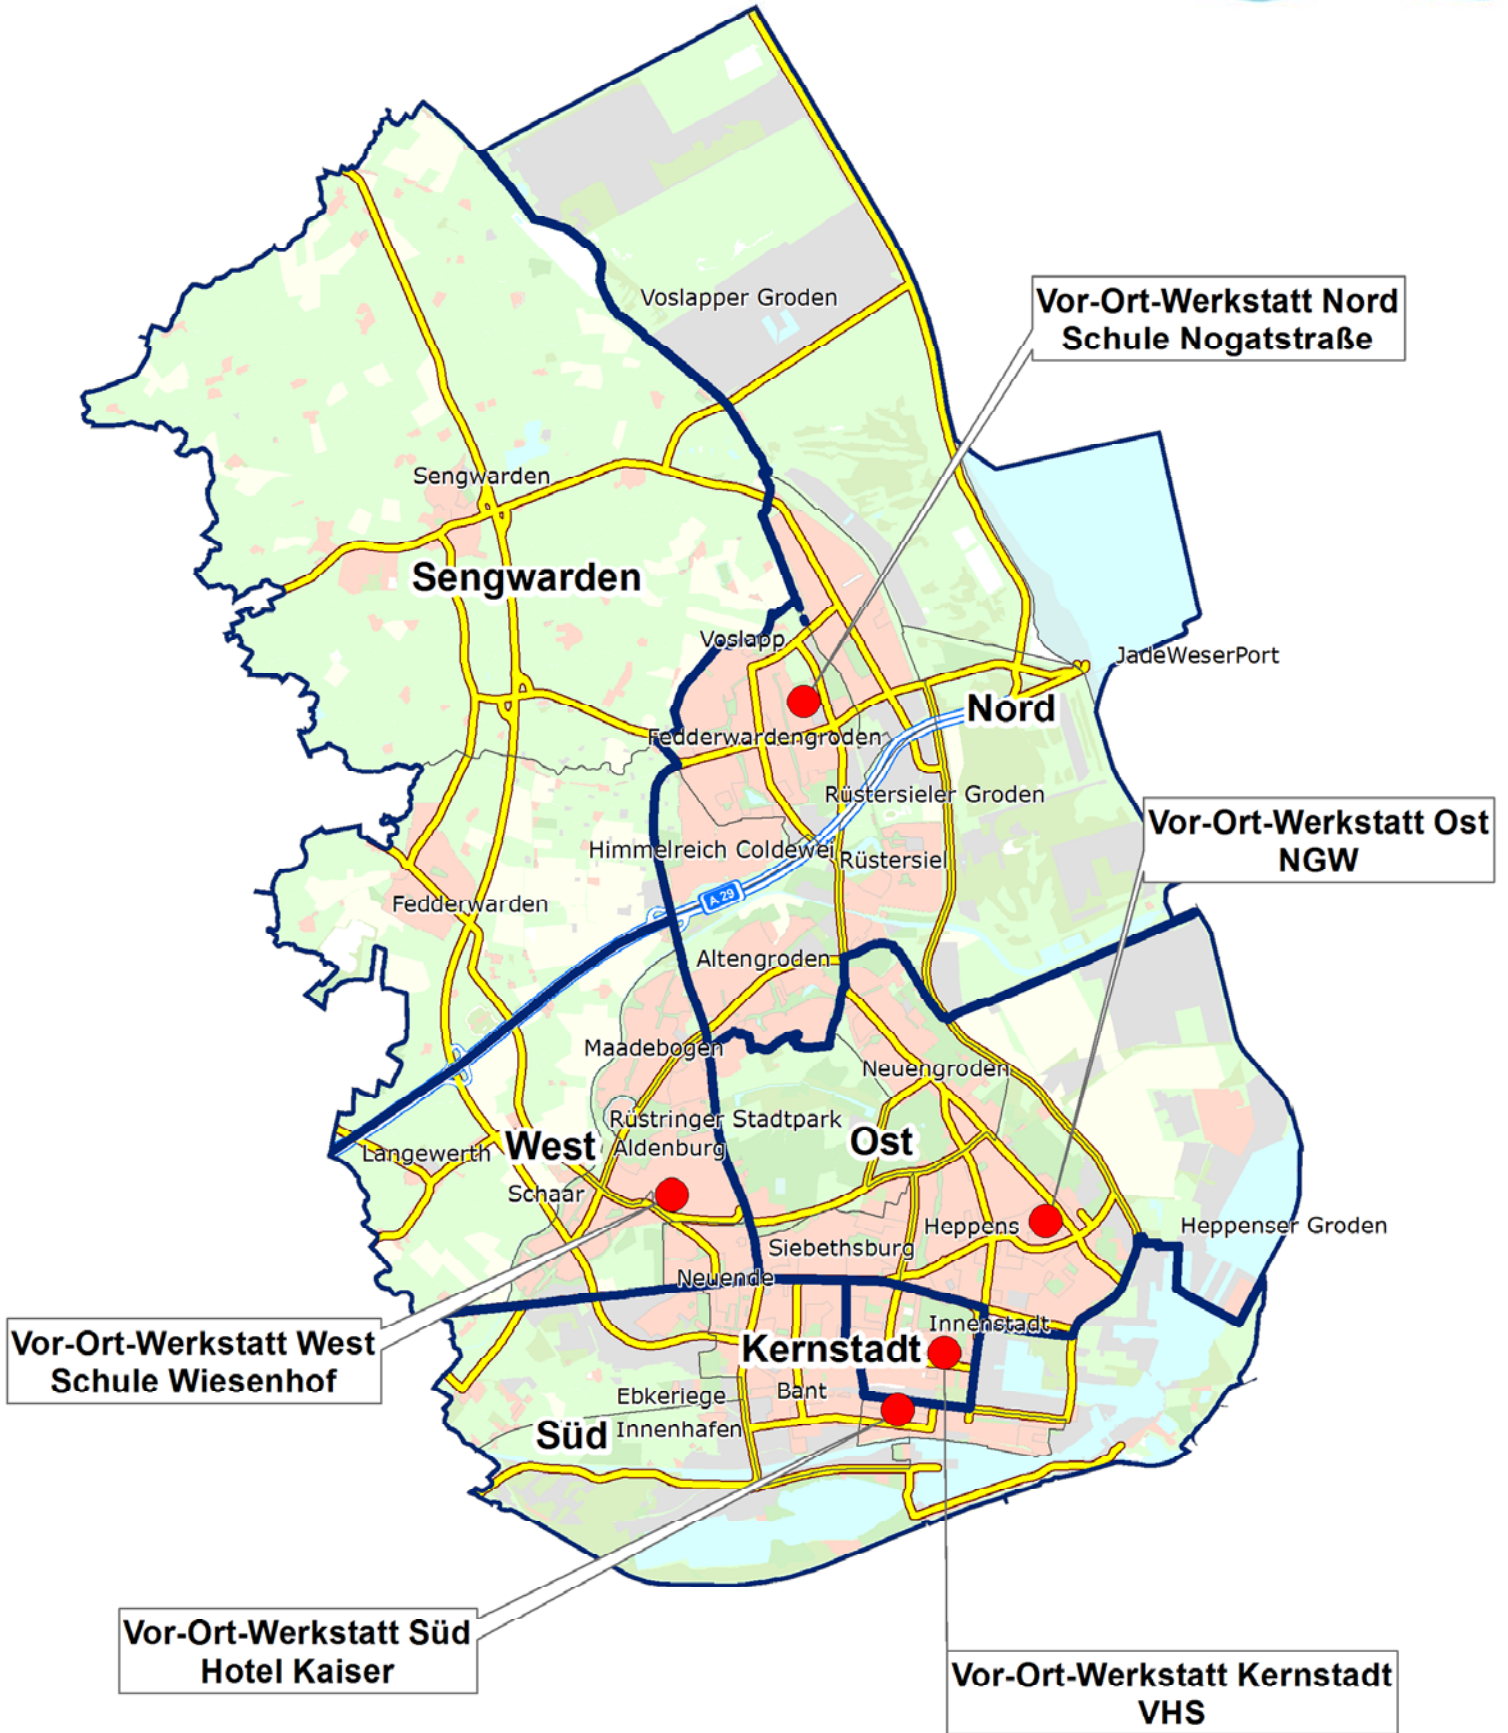 Vor-Ort-Werkstatt Nord
Schule Nogatstraße
Voslapper Groden
Sengwarden
Sengwarden
Voslapp
JadeWeserPort
Nord
Fedderwardengroden
Rüstersieler Groden
Vor-Ort-Werkstatt Ost
NGW
Himmelreich Coldewei
Rüstersiel
A 29
Fedderwarden
Altengroden
Maadebogen
Neuengroden
Rüstringer Stadtpark
West
Ost
Langewerth
Aldenburg
Schaar
Heppens
Heppenser Groden
Siebethsburg
Neuende
Innenstadt
Vor-Ort-Werkstatt West
Schule Wiesenhof
Kernstadt
Ebkeriege
Bant
Süd
Innenhafen
Vor-Ort-Werkstatt Süd
Hotel Kaiser
Vor-Ort-Werkstatt Kernstadt
VHS